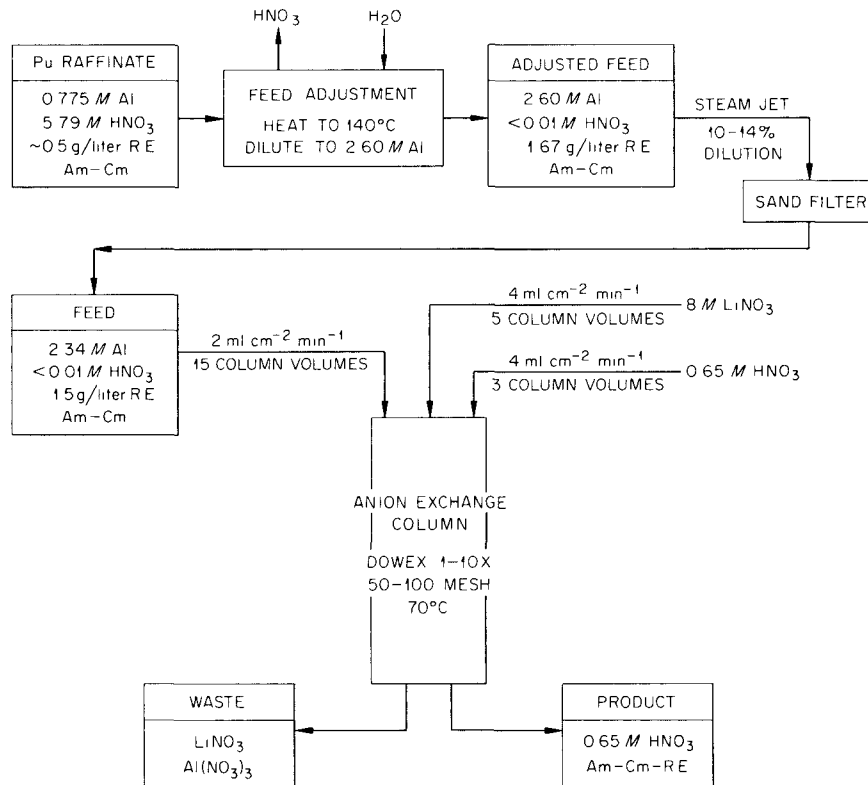 HNO3
H2O
Pu RAFFINATE
0.775 M Al
5.79 M HNO3
~0.5 g/liter R E
Am-Cm
FEED ADJUSTMENT
HEAT TO 140°C
DILUTE TO 2.60 M Al
ADJUSTED FEED
2.60 M Al
<0.01 M HNO3
1.67 g/liter R E
Am-Cm
STEAM JET
10-14%
DILUTION
SAND FILTER
FEED
2.34 M Al
<0.01 M HNO3
1.5 g/liter R E
Am-Cm
2 ml cm-2 min-1
15 COLUMN VOLUMES
4 ml cm-2 min-1
5 COLUMN VOLUMES
8 M LiNO3
4 ml cm-2 min-1
3 COLUMN VOLUMES
0.65 M HNO3
ANION EXCHANGE
COLUMN
DOWEX 1-10X
50-100 MESH
70°C
WASTE
LiNO3
Al(NO3)3
PRODUCT
0.65 M HNO3
Am-Cm-RE